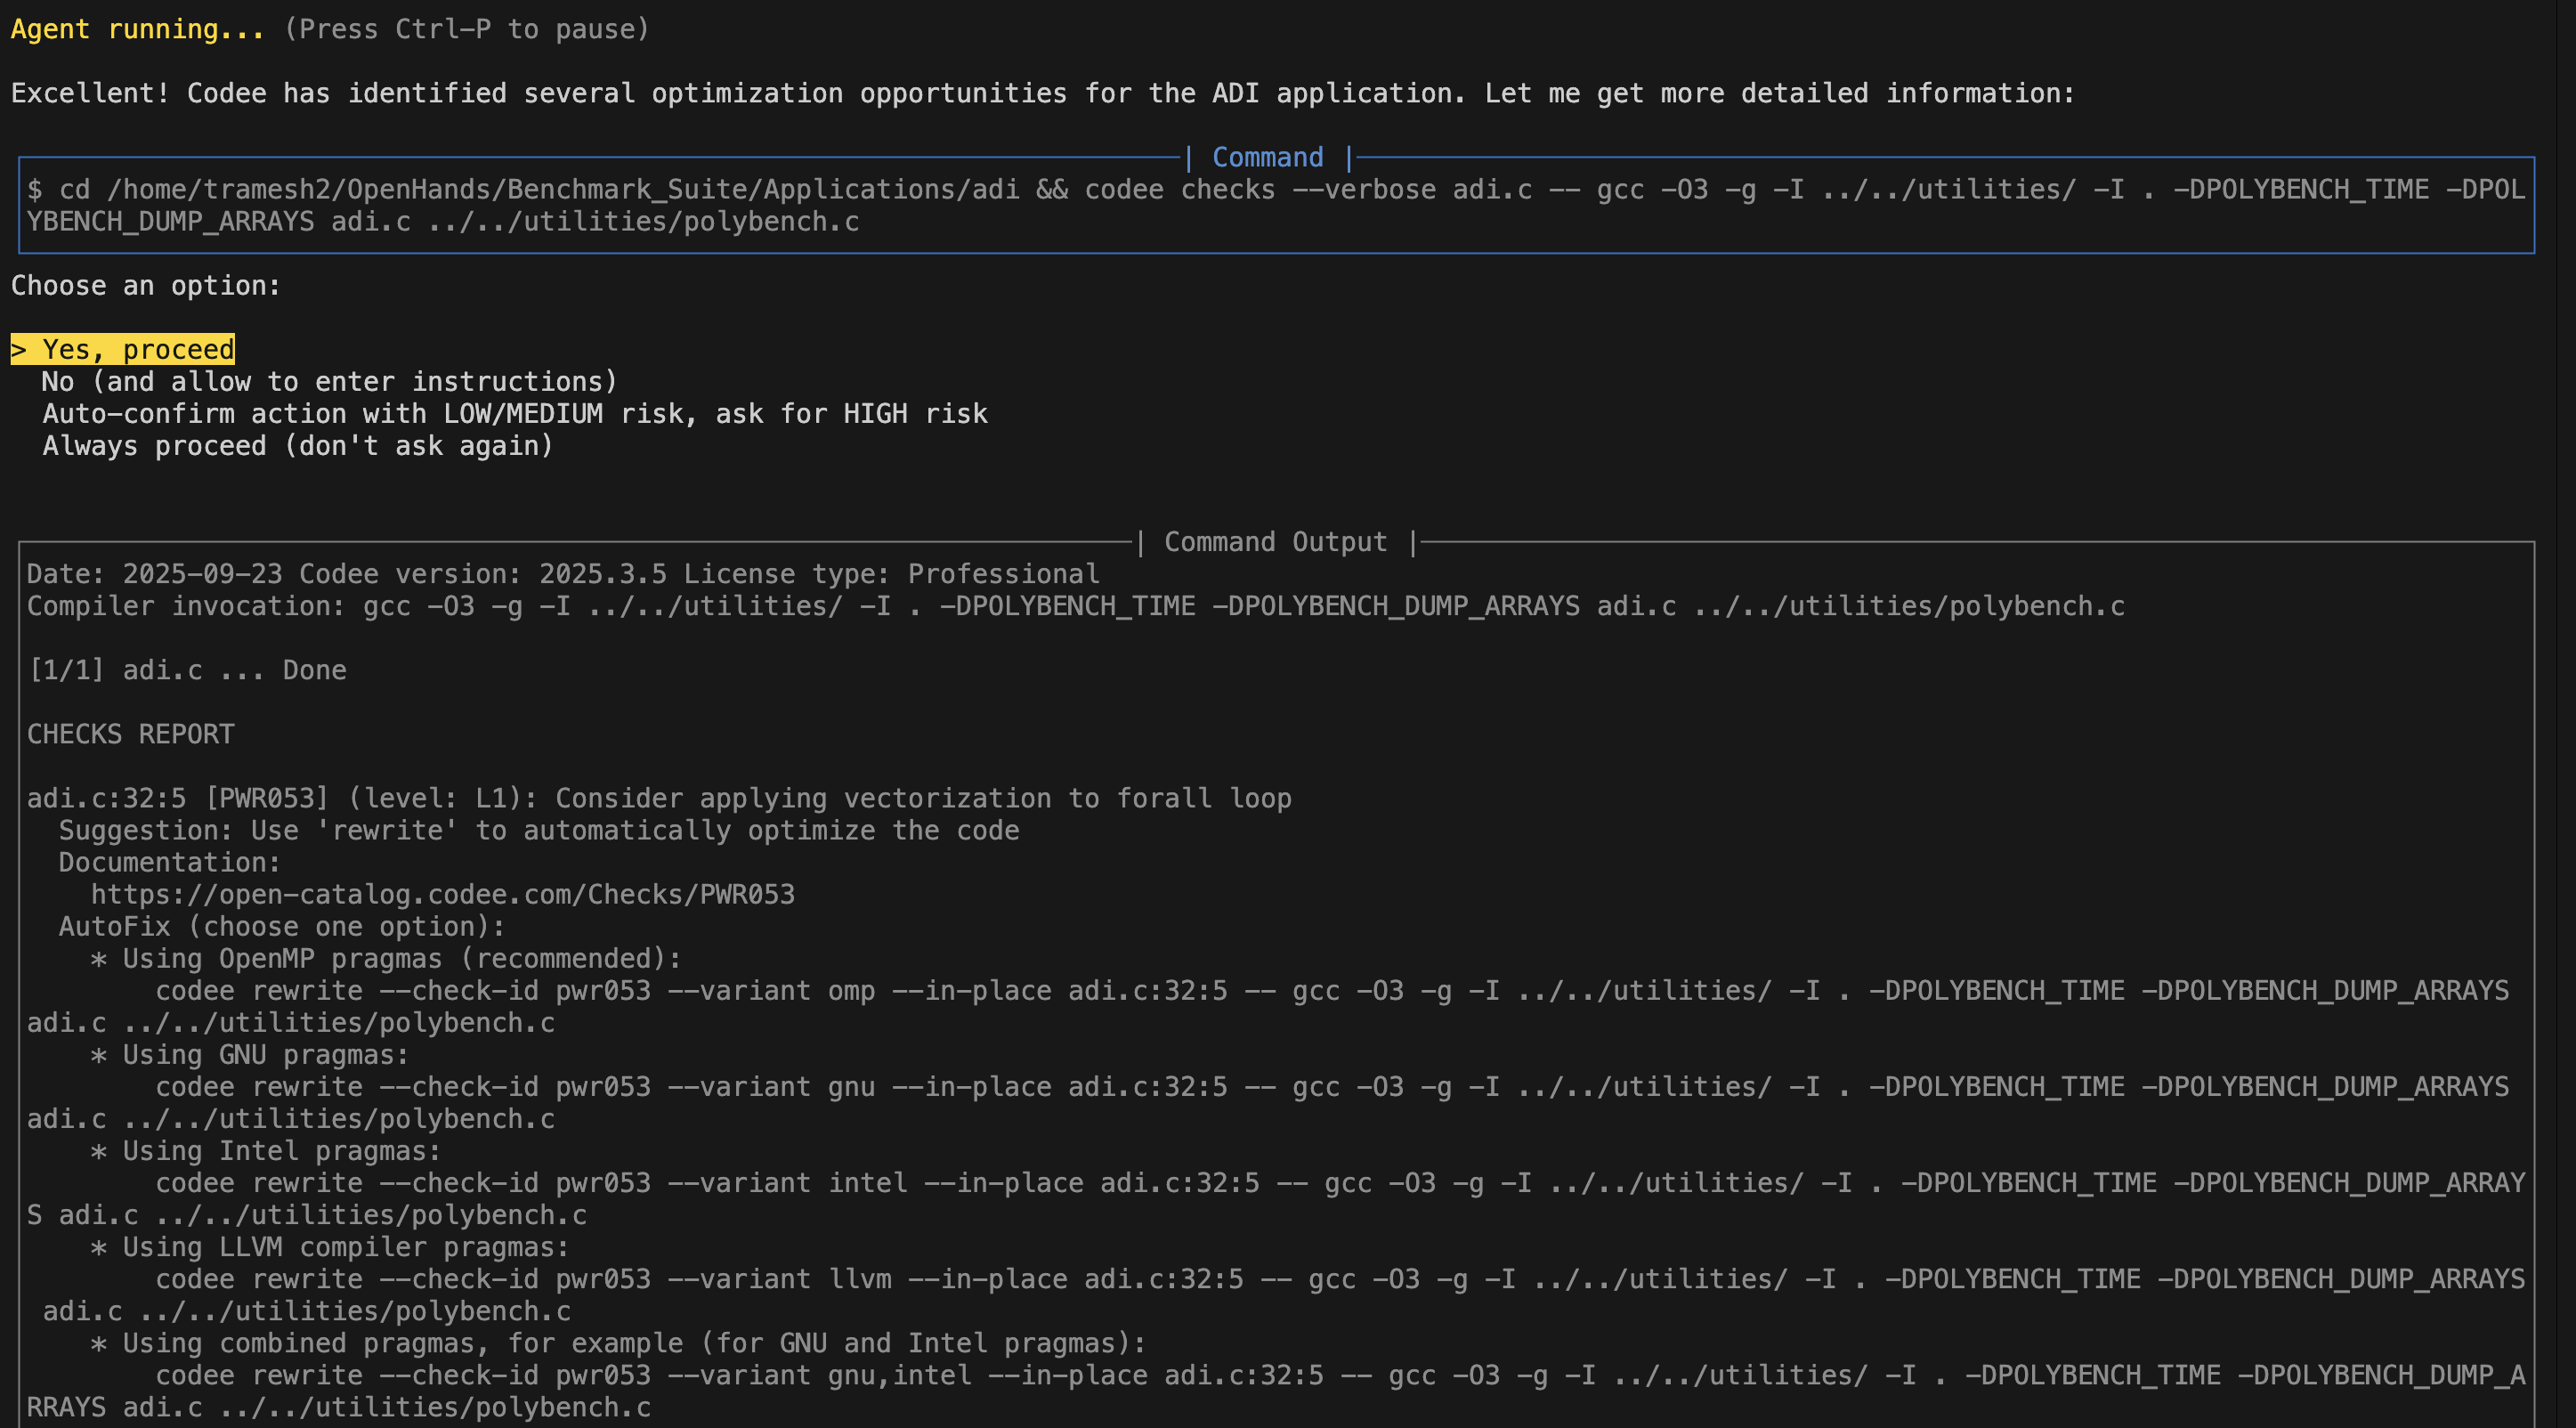 Agent running... (Press Ctrl-P to pause)
Excellent! Codee has identified several optimization opportunities for the ADI application. Let me get more detailed information:
| Command |
$ cd /home/tramesh2/OpenHands/Benchmark_Suite/Applications/adi && codee checks --verbose adi.c -- gcc -O3 -g -I ../../utilities/ -I . -DPOLYBENCH_TIME -DPOL
YBENCH_DUMP_ARRAYS adi.c ../../utilities/polybench.c
Choose an option:
> Yes, proceed
No (and allow to enter instructions)
Auto-confirm action with LOW/MEDIUM risk, ask for HIGH risk
Always proceed (don't ask again)
| Command Output |
Date: 2025-09-23 Codee version: 2025.3.5 License type: Professional
Compiler invocation: gcc -O3 -g -I ../../utilities/ -I . -DPOLYBENCH_TIME -DPOLYBENCH_DUMP_ARRAYS adi.c ../../utilities/polybench.c
[1/1] adi.c ... Done
CHECKS REPORT
adi.c:32:5 [PWR053] (level: L1): Consider applying vectorization to forall loop
Suggestion: Use 'rewrite' to automatically optimize the code
Documentation:
https://open-catalog.codee.com/Checks/PWR053
AutoFix (choose one option):
* Using OpenMP pragmas (recommended):
codee rewrite --check-id pwr053 --variant omp --in-place adi.c:32:5 -- gcc -O3 -g -I ../../utilities/ -I . -DPOLYBENCH_TIME -DPOLYBENCH_DUMP_ARRAYS
adi.c ../../utilities/polybench.c
* Using GNU pragmas:
codee rewrite --check-id pwr053 --variant gnu --in-place adi.c:32:5 -- gcc -O3 -g -I ../../utilities/ -I . -DPOLYBENCH_TIME -DPOLYBENCH_DUMP_ARRAYS
adi.c ../../utilities/polybench.c
* Using Intel pragmas:
codee rewrite --check-id pwr053 --variant intel --in-place adi.c:32:5 -- gcc -O3 -g -I ../../utilities/ -I . -DPOLYBENCH_TIME -DPOLYBENCH_DUMP_ARRAY
S adi.c ../../utilities/polybench.c
* Using LLVM compiler pragmas:
codee rewrite --check-id pwr053 --variant llvm --in-place adi.c:32:5 -- gcc -O3 -g -I ../../utilities/ -I . -DPOLYBENCH_TIME -DPOLYBENCH_DUMP_ARRAYS
adi.c ../../utilities/polybench.c
* Using combined pragmas, for example (for GNU and Intel pragmas):
codee rewrite --check-id pwr053 --variant gnu,intel --in-place adi.c:32:5 -- gcc -O3 -g -I ../../utilities/ -I . -DPOLYBENCH_TIME -DPOLYBENCH_DUMP_A
RRAYS adi.c ../../utilities/polybench.c